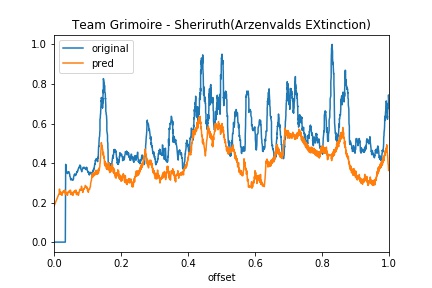 Team Grimoire - Sheriruth(Arzenvalds EXtinction)
original
pred
1.0
0.8
0.6
0.4
0.2
0.0
0.0 0.2 0.4 0.6 0.8 1.0
offset